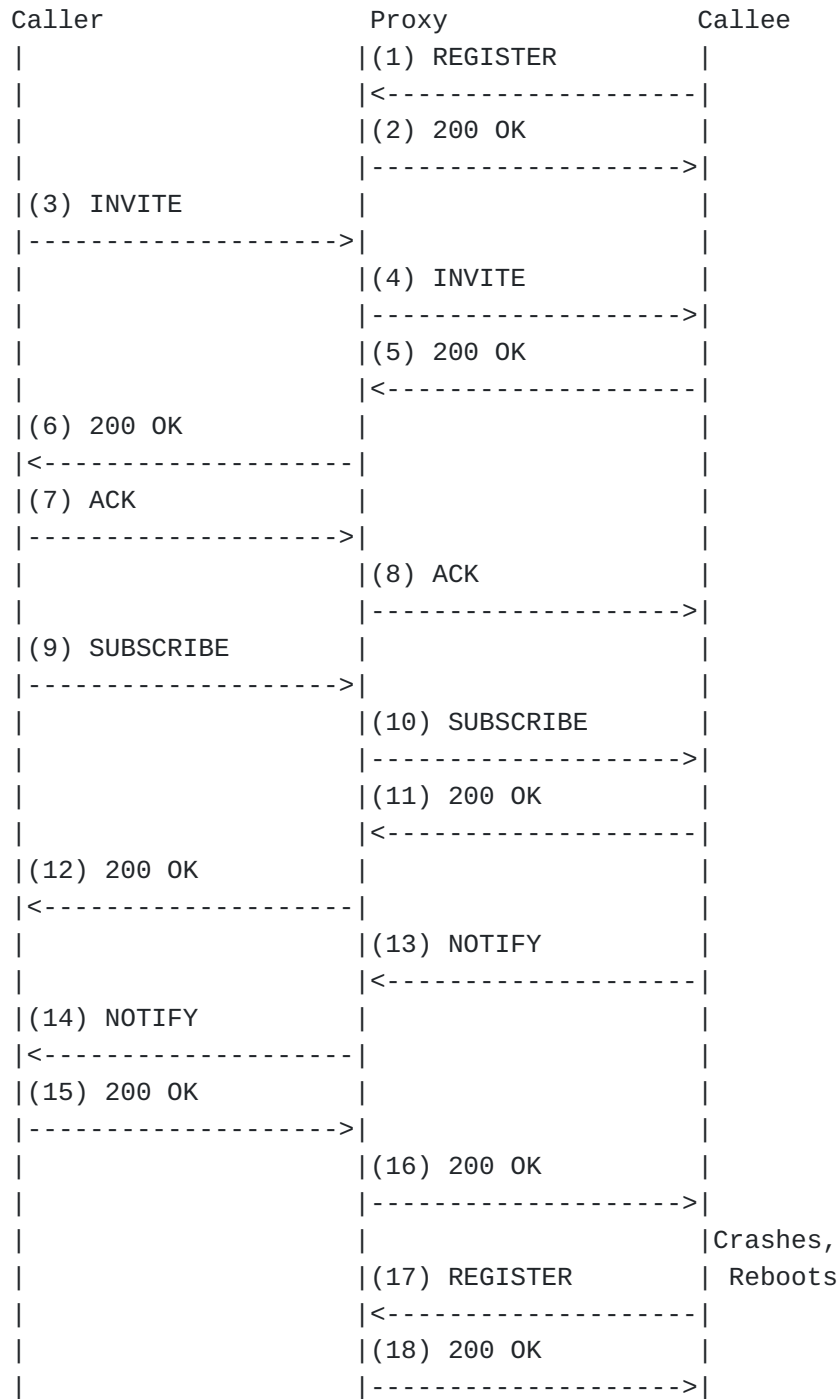 Caller                 Proxy                Callee
|                      |(1) REGISTER         |
|                      |<--------------------|
|                      |(2) 200 OK           |
|                      |-------------------->|
|(3) INVITE            |                     |
|--------------------->|                     |
|                      |(4) INVITE           |
|                      |-------------------->|
|                      |(5) 200 OK           |
|                      |<--------------------|
|(6) 200 OK            |                     |
|<---------------------|                     |
|(7) ACK               |                     |
|--------------------->|                     |
|                      |(8) ACK              |
|                      |-------------------->|
|(9) SUBSCRIBE         |                     |
|--------------------->|                     |
|                      |(10) SUBSCRIBE       |
|                      |-------------------->|
|                      |(11) 200 OK          |
|                      |<--------------------|
|(12) 200 OK           |                     |
|<---------------------|                     |
|                      |(13) NOTIFY          |
|                      |<--------------------|
|(14) NOTIFY           |                     |
|<---------------------|                     |
|(15) 200 OK           |                     |
|--------------------->|                     |
|                      |(16) 200 OK          |
|                      |-------------------->|
|                      |                     |Crashes,
|                      |(17) REGISTER        | Reboots
|                      |<--------------------|
|                      |(18) 200 OK          |
|                      |-------------------->|